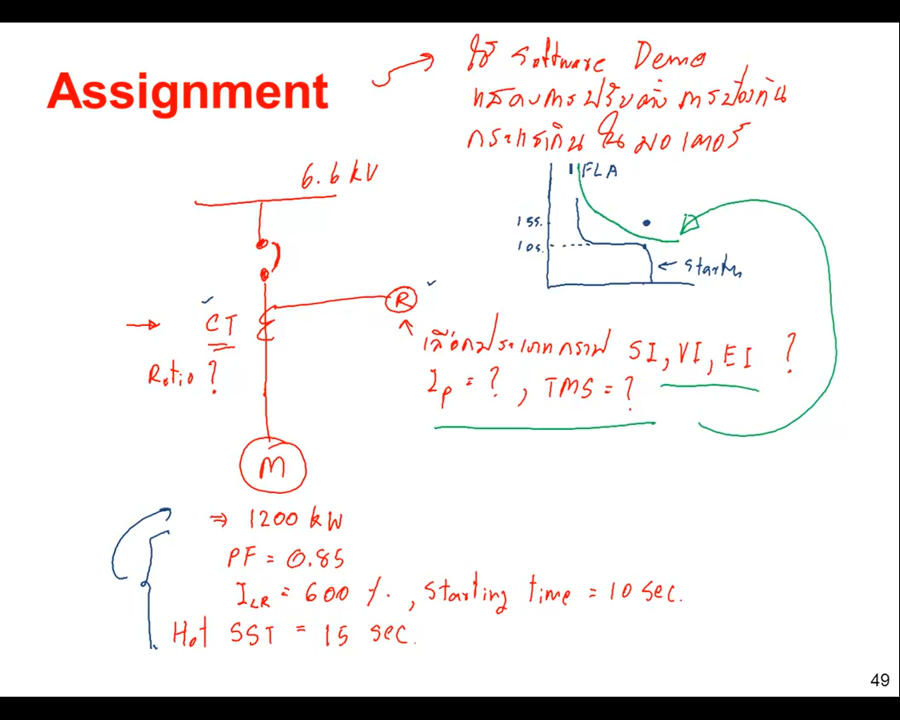 Assignment
ใช้ Software Demo
แสดงการปรับตั้ง การป้องกัน
กระแสเกิน ใน มอเตอร์
6.6 kV
FLA
15s.
10s.
Starting
CT
Ratio ?
R
เลือกประเภทกราฟ SI, VI, EI ?
Ip = ? , TMS = ?
M
⇒ 1200 kW
PF = 0.85
ILR = 600 %. , starting time = 10 sec.
Hot SST = 15 sec.
49